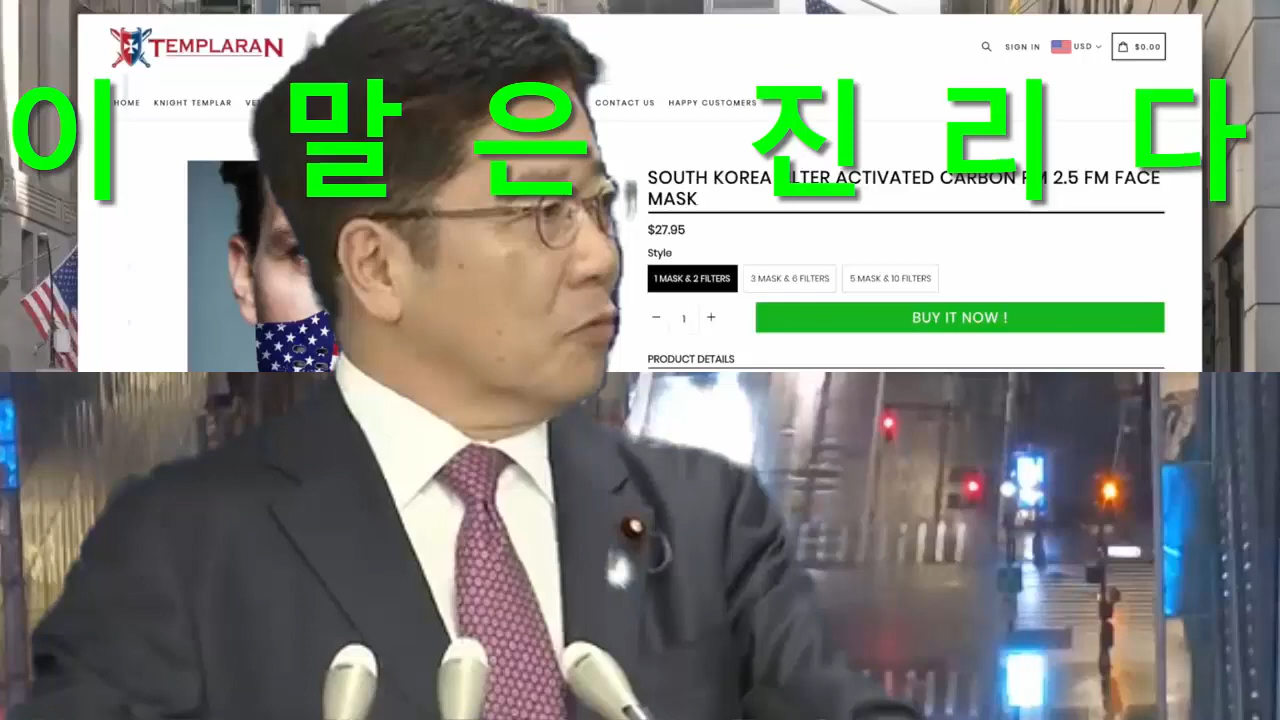 TEMPLARAN
SIGN IN USD $0.00
이 말은 진리다
HOME KNIGHT TEMPLAR CONTACT US HAPPY CUSTOMERS
SOUTH KOREA ACTIVATED CARBON 2.5 FM FACE
MASK
$27.95
Style
1 MASK & 2 FILTERS 3 MASK & 6 FILTERS 5 MASK & 10 FILTERS
− 1 + BUY IT NOW !
PRODUCT DETAILS